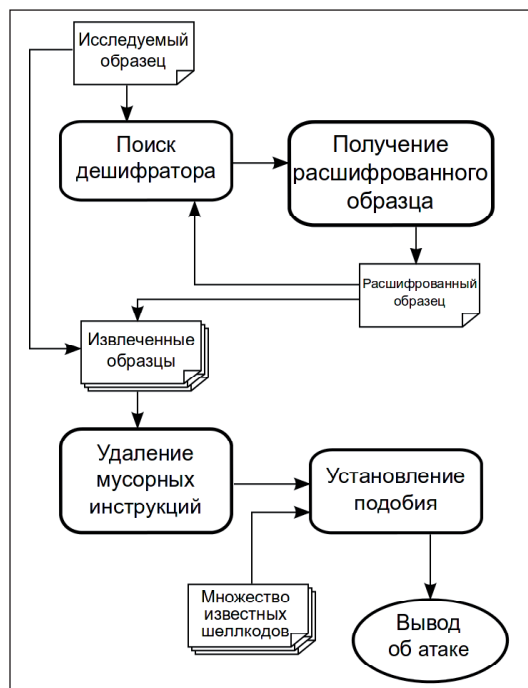 Исследуемый
образец
Поиск
дешифратора
Получение
расшифрованного
образца
Расшифрованный
образец
Извлеченные
образцы
Удаление
мусорных
инструкций
Установление
подобия
Множество
известных
шеллкодов
Вывод
об атаке